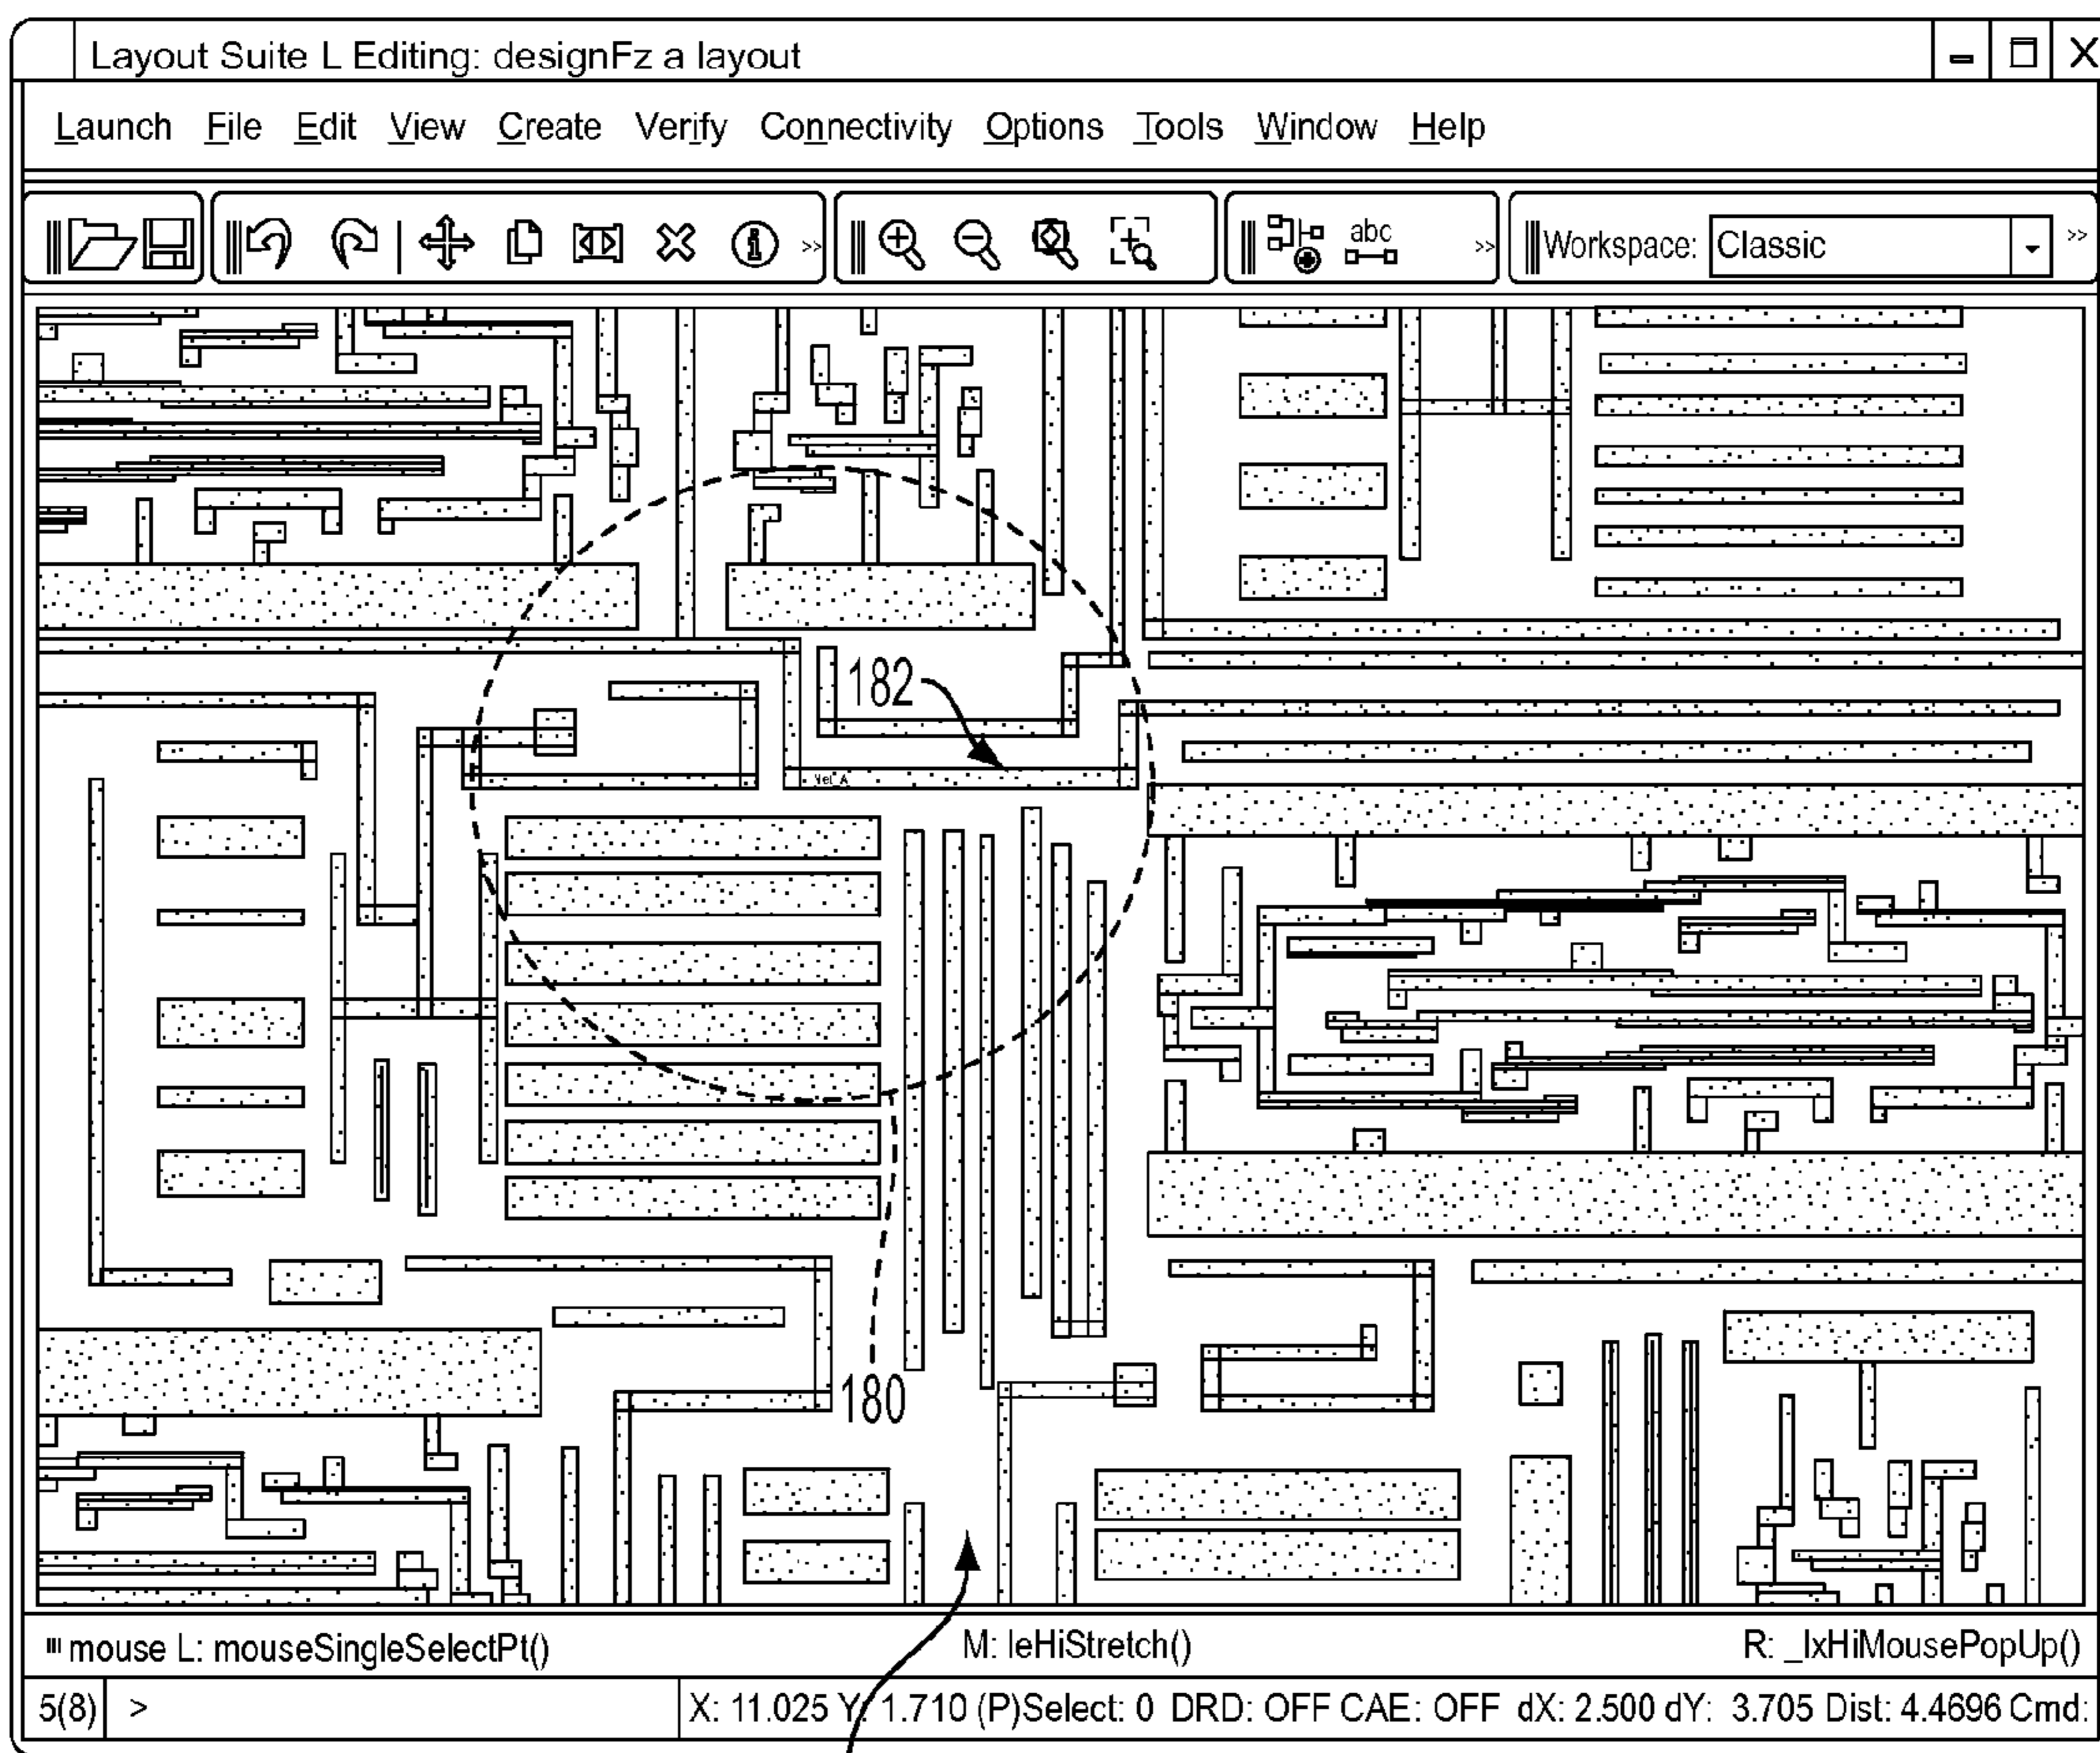 Layout Suite L Editing: designFz a layout
Launch File Edit View Create Verify Connectivity Options Tools Window Help
abc
>> >> Workspace: Classic >>
182
Net_A
180
mouse L: mouseSingleSelectPt() M: leHiStretch() R: _lxHiMousePopUp()
5(8) > X: 11.025 Y: 1.710 (P)Select: 0 DRD: OFF CAE: OFF dX: 2.500 dY: 3.705 Dist: 4.4696 Cmd: